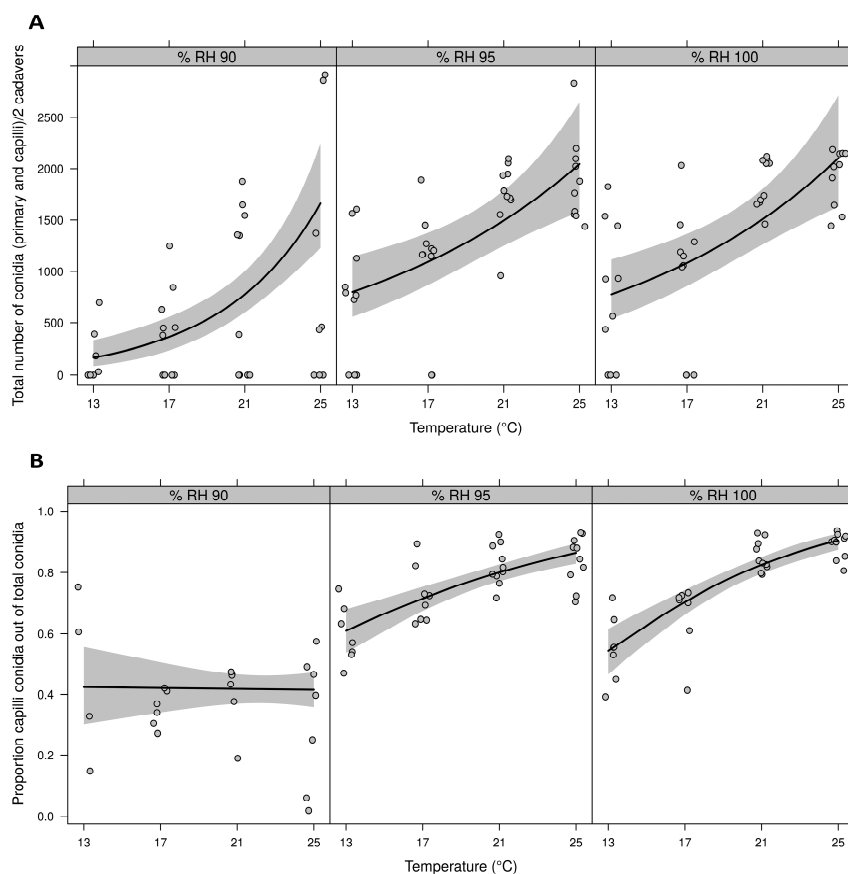 A
% RH 90 % RH 95 % RH 100
Total number of conidia (primary and capilli)/2 cadavers
2500
2000
1500
1000
500
0
13 17 21 25 13 17 21 25 13 17 21 25
Temperature (°C)
B
% RH 90 % RH 95 % RH 100
Proportion capilli conidia out of total conidia
1.0
0.8
0.6
0.4
0.2
0.0
13 17 21 25 13 17 21 25 13 17 21 25
Temperature (°C)